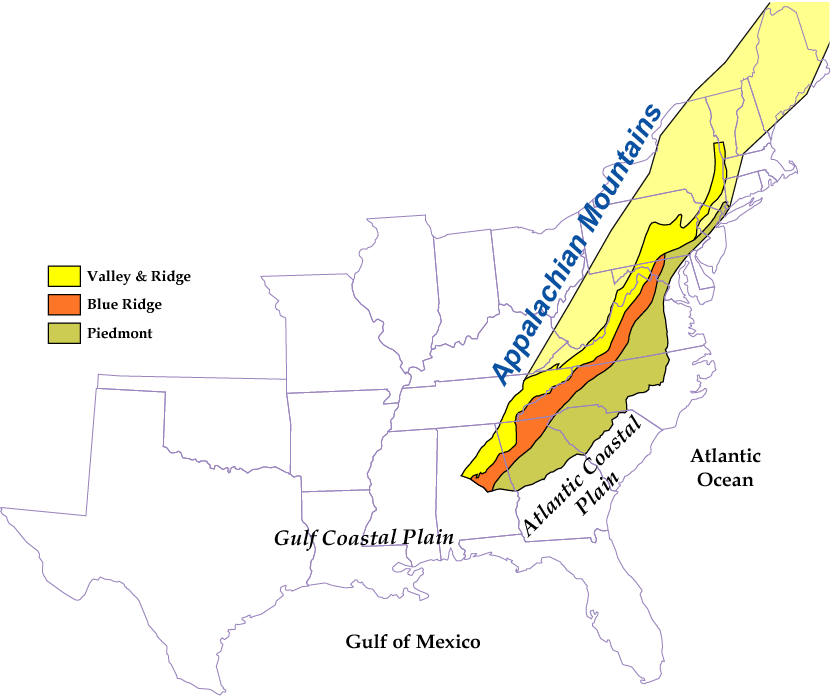 Appalachian Mountains
Valley & Ridge
Blue Ridge
Piedmont
Atlantic Coastal
Plain
Atlantic
Ocean
Gulf Coastal Plain
Gulf of Mexico